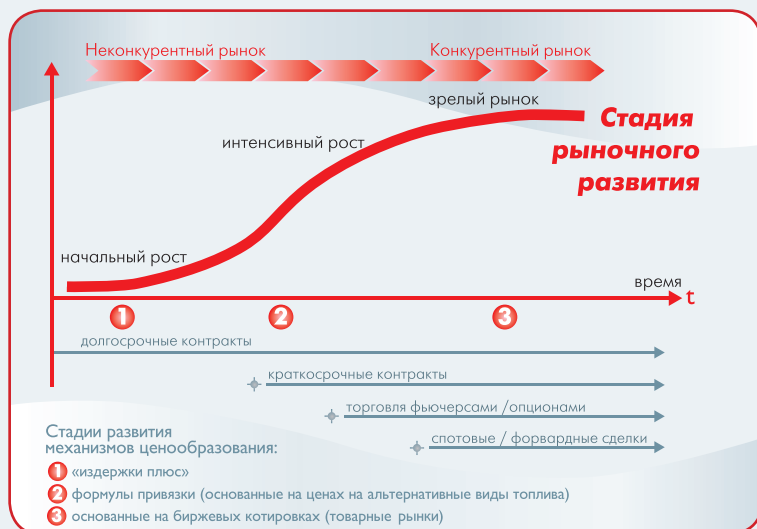 Неконкурентный рынок
Конкурентный рынок
зрелый рынок
Стадия
рыночного
развития
интенсивный рост
начальный рост
время
t
1
2
3
долгосрочные контракты
краткосрочные контракты
торговля фьючерсами /опционами
спотовые / форвардные сделки
Стадии развития
механизмов ценообразования:
1 «издержки плюс»
2 формулы привязки (основанные на ценах на альтернативные виды топлива)
3 основанные на биржевых котировках (товарные рынки)